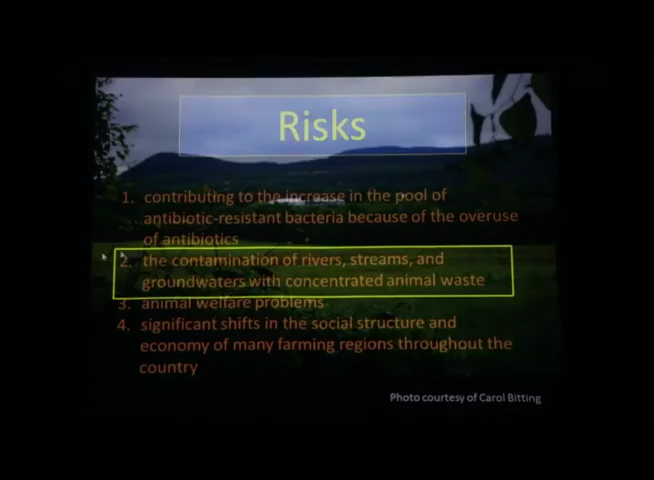 Risks
1. contributing to the increase in the pool of
antibiotic-resistant bacteria because of the overuse
of antibiotics
2. the contamination of rivers, streams, and
groundwaters with concentrated animal waste
3. animal welfare problems
4. significant shifts in the social structure and
economy of many farming regions throughout the
country
Photo courtesy of Carol Bitting